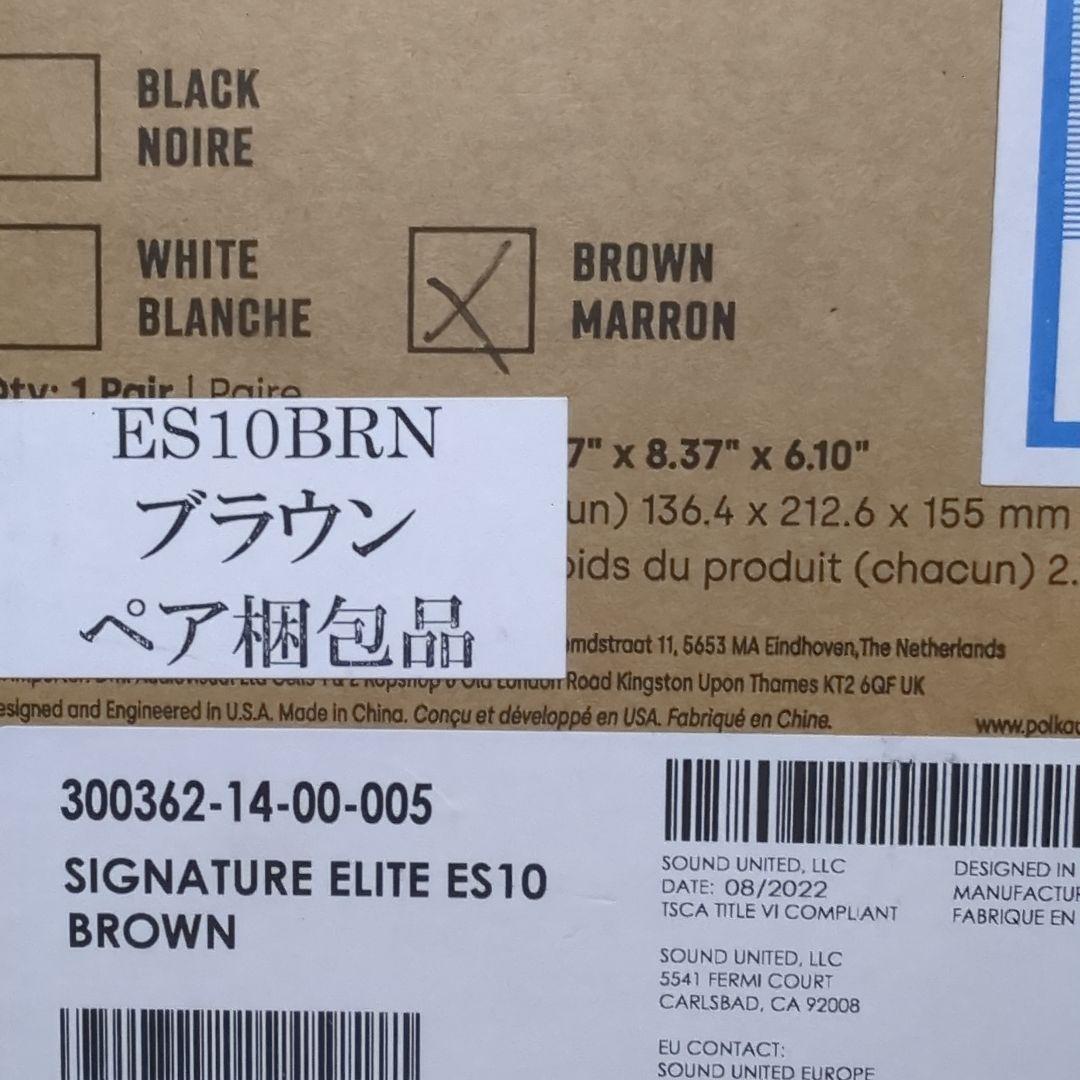 BLACK
NOIRE
WHITE
BLANCHE
BROWN
MARRON
Qty: 1 Pair | Paire
ES10BRN
ブラウン
ペア梱包品
7" x 8.37" x 6.10"
un) 136.4 x 212.6 x 155 mm
oids du produit (chacun) 2.
mdstraat 11, 5653 MA Eindhoven, The Netherlands
Road Kingston Upon Thames KT2 6QF UK
esigned and Engineered in U.S.A. Made in China. Conçu et développé en USA. Fabriqué en Chine.
www.polkau
300362-14-00-005
SIGNATURE ELITE ES10
BROWN
SOUND UNITED, LLC
DATE: 08/2022
TSCA TITLE VI COMPLIANT
DESIGNED IN
MANUFACTUR
FABRIQUE EN
SOUND UNITED, LLC
5541 FERMI COURT
CARLSBAD, CA 92008
EU CONTACT:
SOUND UNITED EUROPE